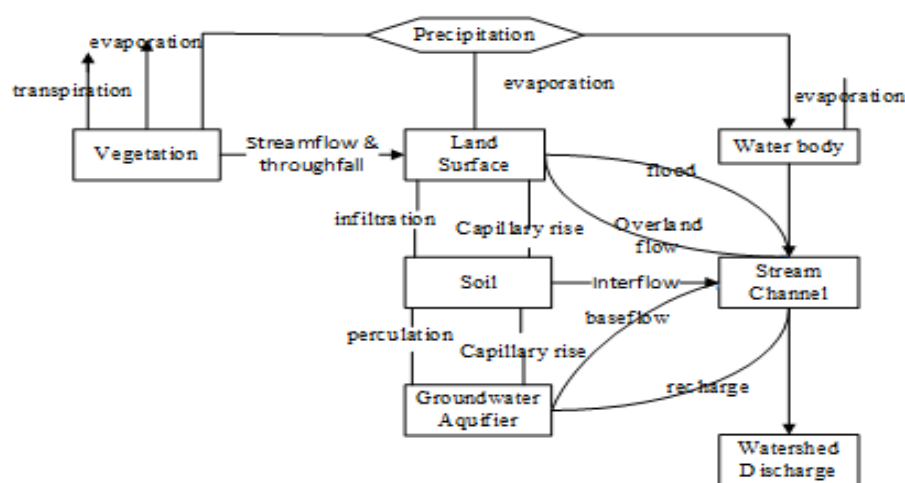 Precipitation
evaporation
transpiration
evaporation
evaporation
Vegetation
Streamflow &
throughfall
Land
Surface
Water body
flood
infiltration
Capillary rise
Overland
flow
Soil
Interflow
Stream
Channel
baseflow
perculation
Capillary rise
recharge
Groundwater
Aquifier
Watershed
Discharge